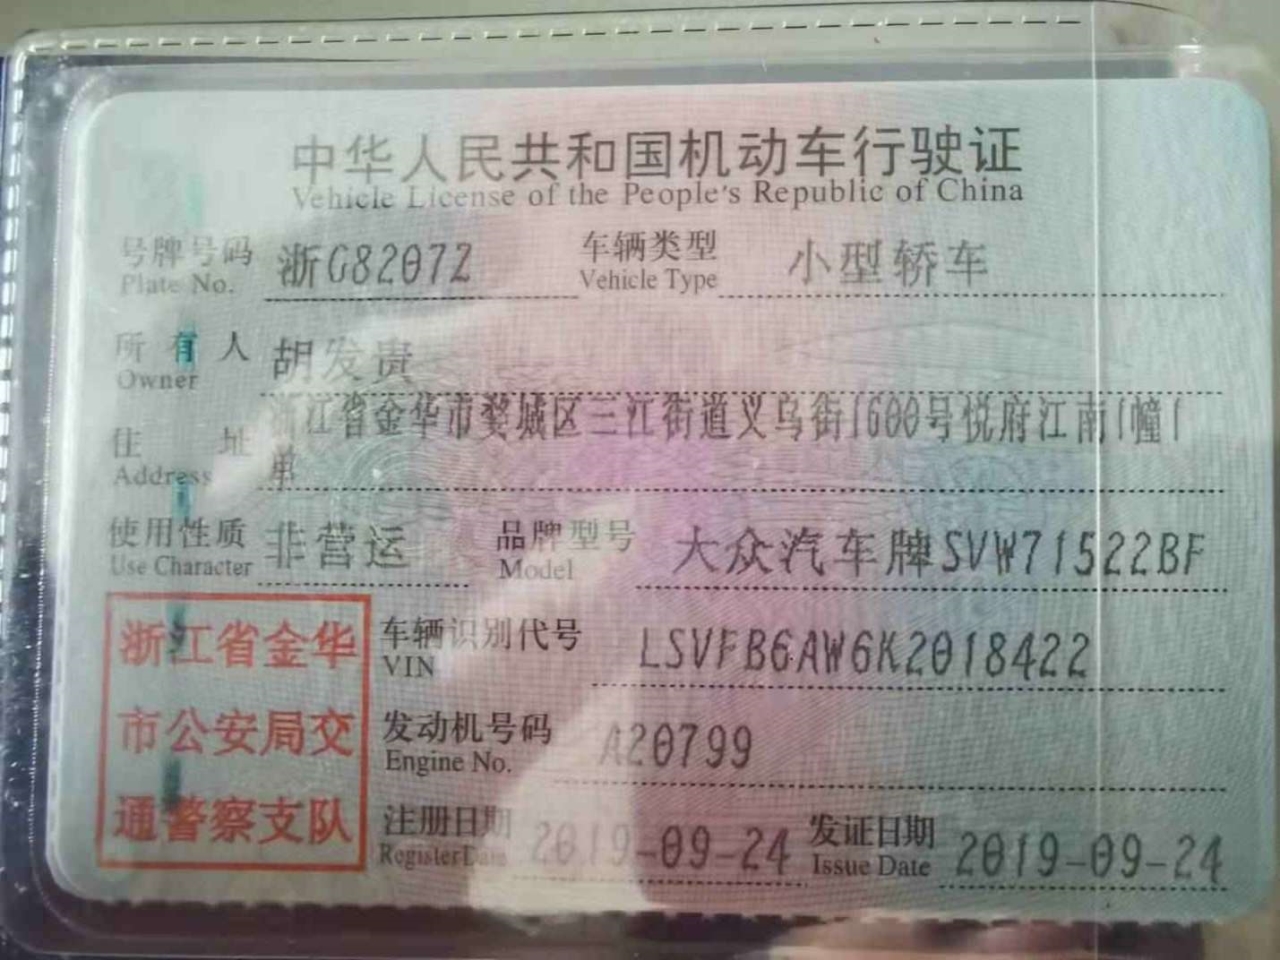 中华人民共和国机动车行驶证
Vehicle License of the People's Republic of China
号牌号码 浙G8207Z 车辆类型 小型轿车
Plate No. Vehicle Type
所有人 胡发贵
Owner
浙江省金华市婺城区三江街道义乌街1600号悦府江南1幢1
住址 单
Address
使用性质 非营运 品牌型号 大众汽车牌SVW71522BF
Use Character Model
浙江省金华
市公安局交
通警察支队
车辆识别代号 LSVFB6AW6K2018422
VIN
发动机号码 A20799
Engine No.
注册日期 2019-09-24 发证日期 2019-09-24
Register Date Issue Date